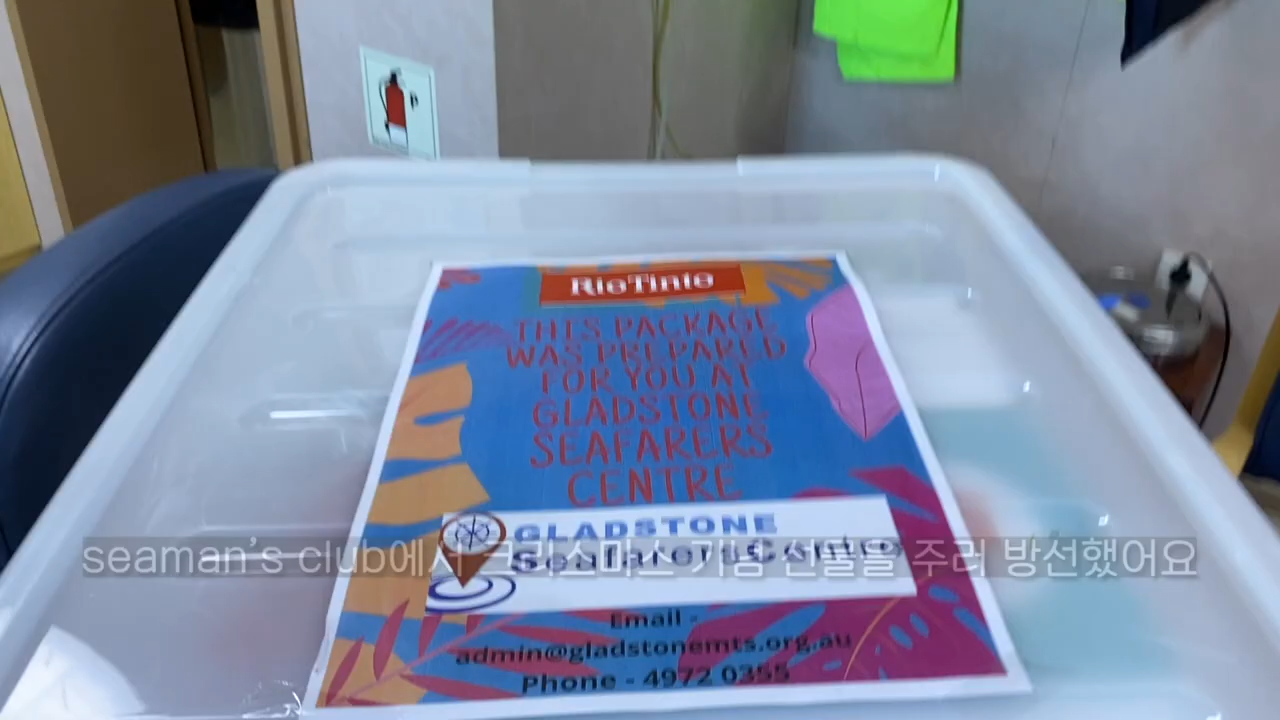 RioTinto
THIS PACKAGE
WAS PREPARED
FOR YOU AT
GLADSTONE
SEAFARERS
CENTRE
GLADSTONE
SeafarersCentre
seaman's club에서 크리스마스 기념 선물을 주러 방선했어요
Email -
admin@gladstonemts.org.au
Phone - 4972 0355